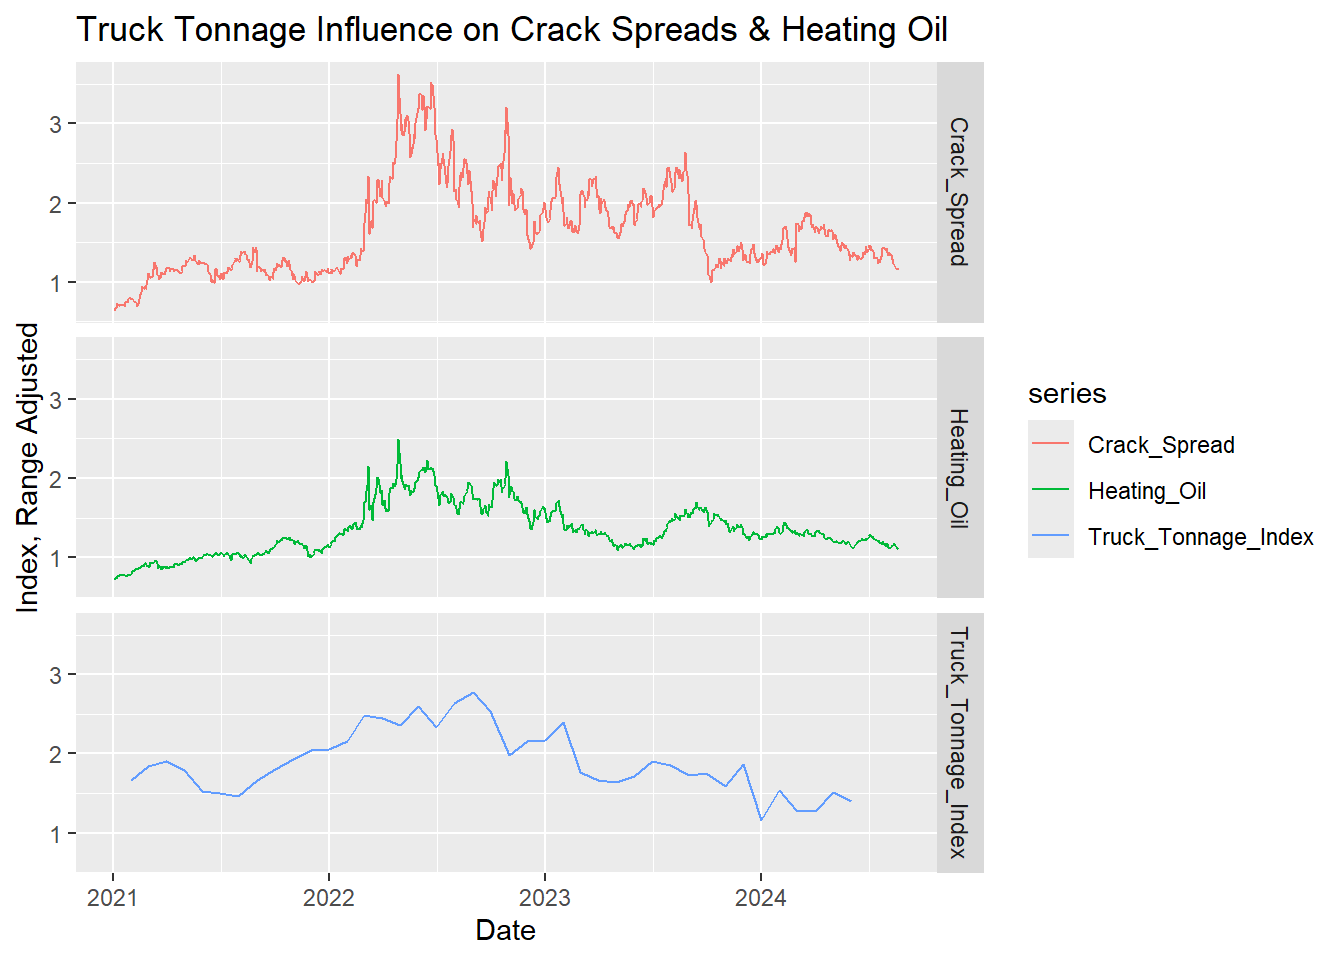 Truck Tonnage Influence on Crack Spreads & Heating Oil
Index, Range Adjusted
3
2
1
Crack_Spread
3
2
1
Heating_Oil
3
2
1
Truck_Tonnage_Index
2021 2022 2023 2024
Date
series
Crack_Spread
Heating_Oil
Truck_Tonnage_Index